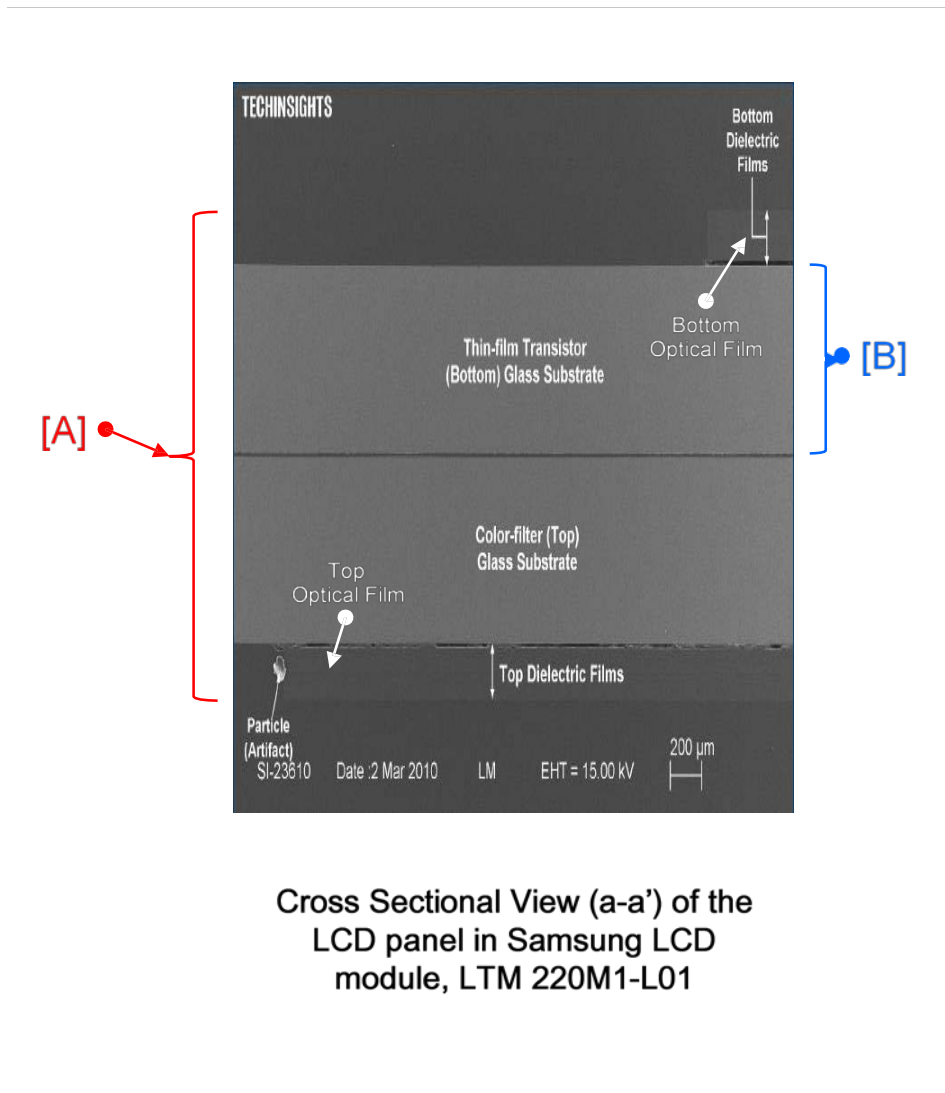 TECHINSIGHTS
Bottom
Dielectric
Films
Bottom
Optical Film
Thin-film Transistor
(Bottom) Glass Substrate
[B]
[A]
Color-filter (Top)
Glass Substrate
Top
Optical Film
Top Dielectric Films
Particle
(Artifact)
200 µm
SI-23610 Date :2 Mar 2010 LM EHT = 15.00 kV
Cross Sectional View (a-a’) of the
LCD panel in Samsung LCD
module, LTM 220M1-L01